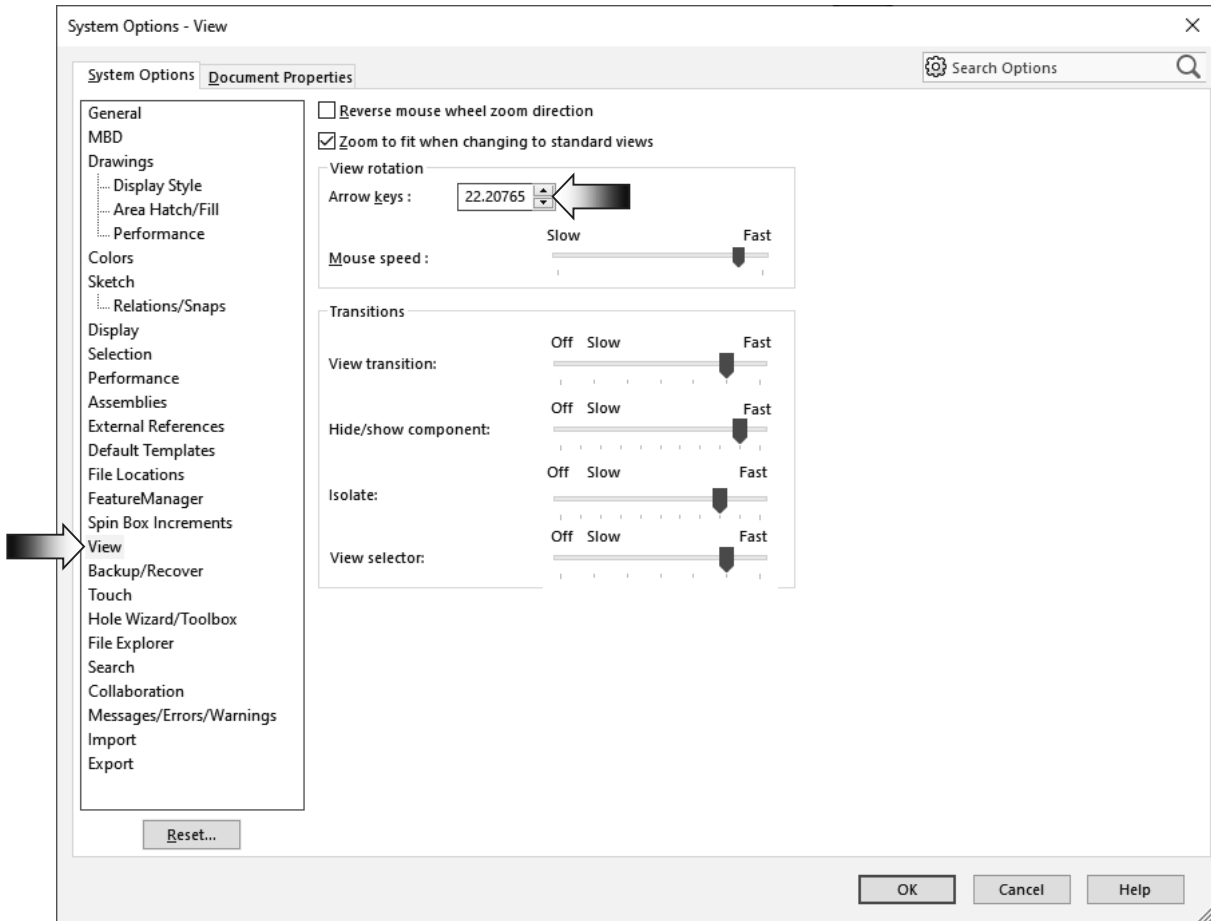 System Options - View
System Options
Document Properties
Search Options
General
MBD
Drawings
Display Style
Area Hatch/Fill
Performance
Colors
Sketch
Relations/Snaps
Display
Selection
Performance
Assemblies
External References
Default Templates
File Locations
FeatureManager
Spin Box Increments
View
Backup/Recover
Touch
Hole Wizard/Toolbox
File Explorer
Search
Collaboration
Messages/Errors/Warnings
Import
Export
Reset...
Reverse mouse wheel zoom direction
Zoom to fit when changing to standard views
View rotation
Arrow keys : 22.20765
Slow Fast
Mouse speed :
Transitions
Off Slow Fast
View transition:
Off Slow Fast
Hide/show component:
Off Slow Fast
Isolate:
Off Slow Fast
View selector:
OK Cancel Help